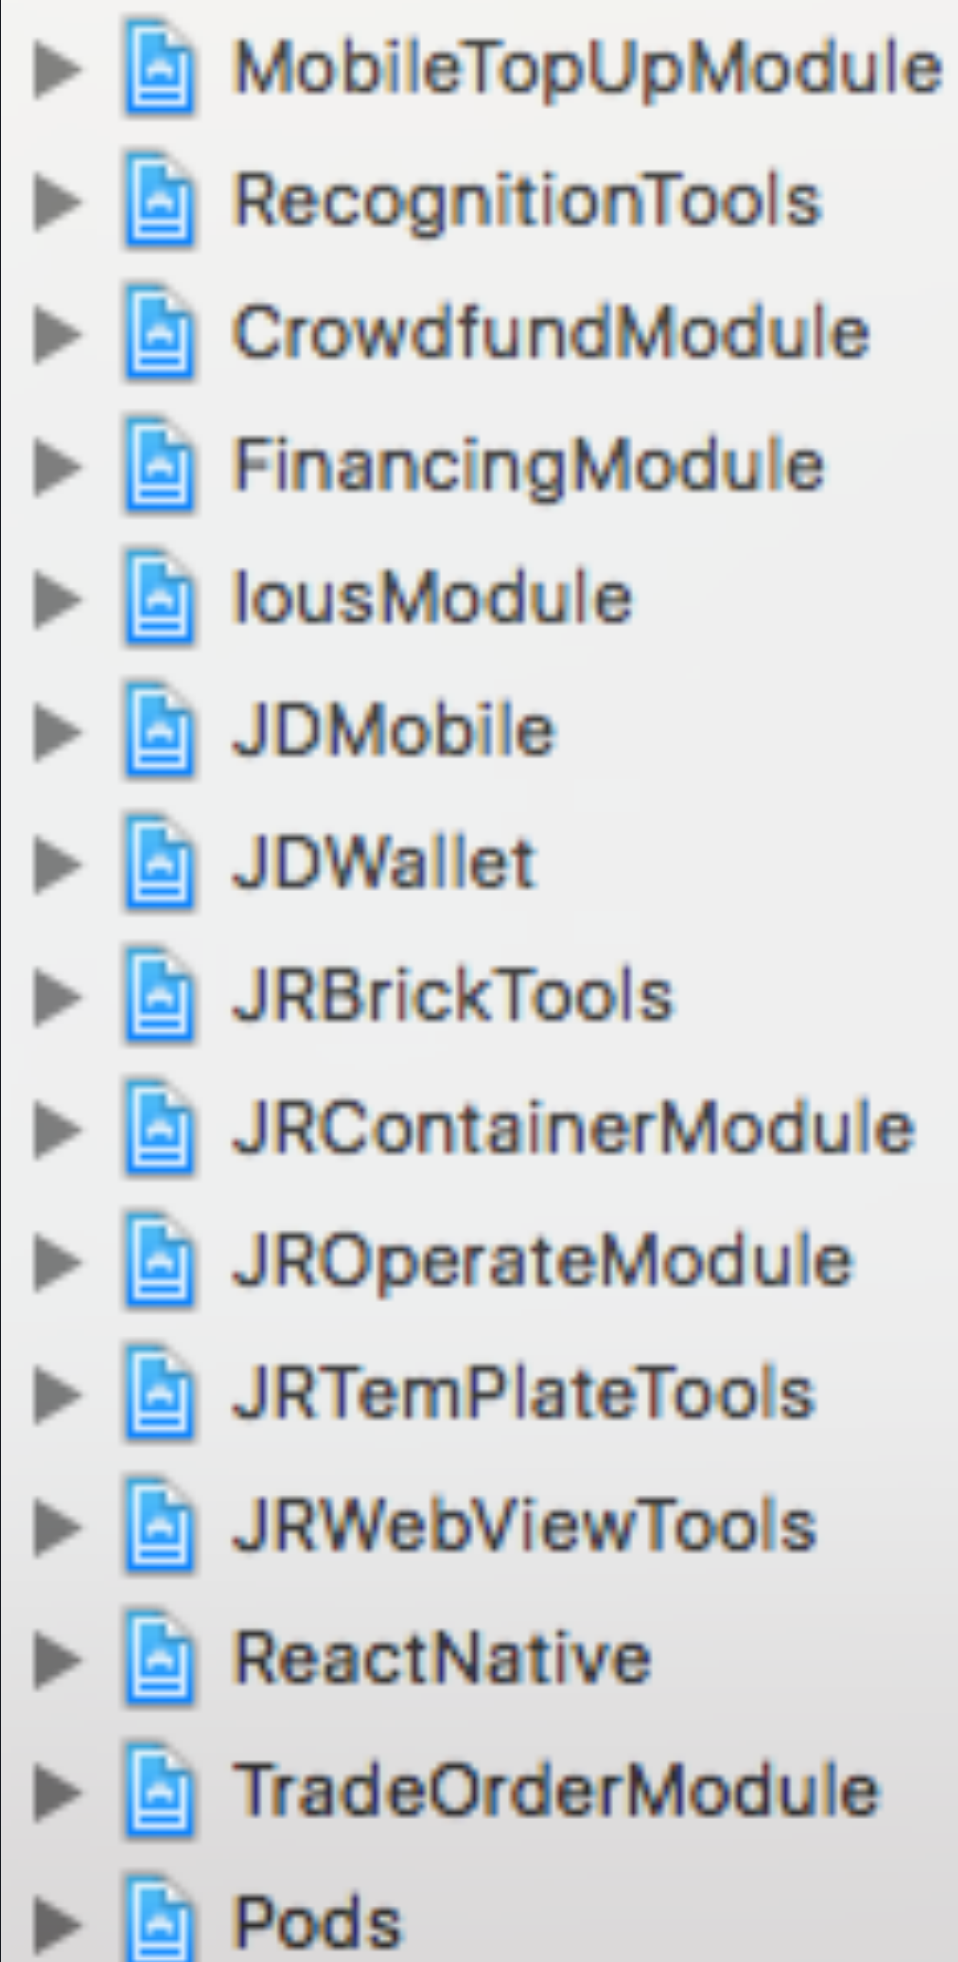 MobileTopUpModule
RecognitionTools
CrowdfundModule
FinancingModule
IousModule
JDMobile
JDWallet
JRBrickTools
JRContainerModule
JROperateModule
JRTemPlateTools
JRWebViewTools
ReactNative
TradeOrderModule
Pods